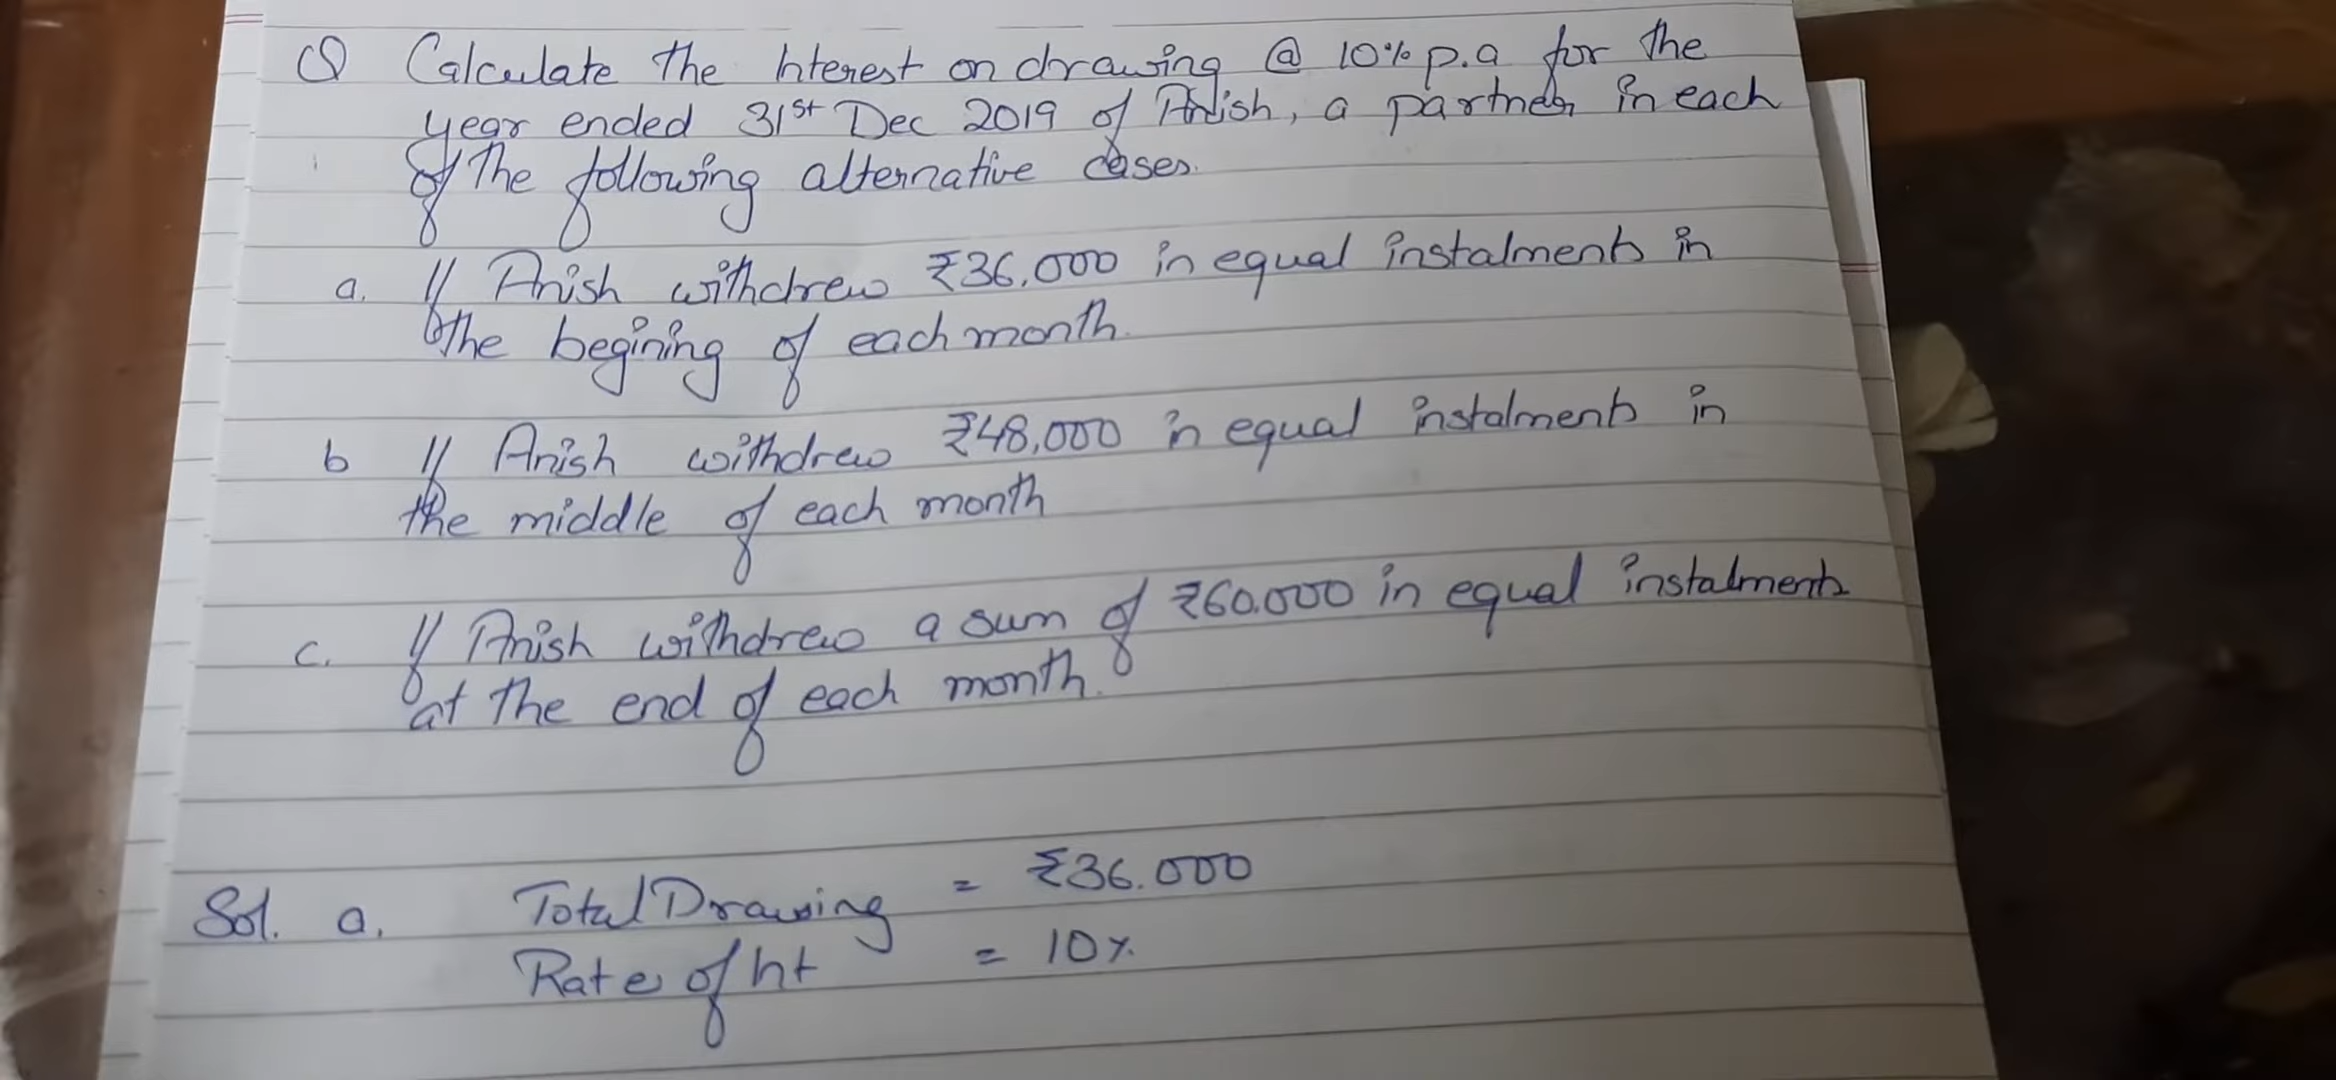 Q Calculate the Interest on drawing @ 10% p.a for the
year ended 31st Dec 2019 of Anish, a partner in each
of the following alternative cases.
a. If Anish withdrew ₹36,000 in equal instalments in
the begining of each month.
b If Anish withdrew ₹48,000 in equal instalments in
the middle of each month
c. If Anish withdrew a sum of ₹60.000 in equal instalments
at the end of each month.
Sol. a. Total Drawing = ₹36.000
Rate of Int = 10%